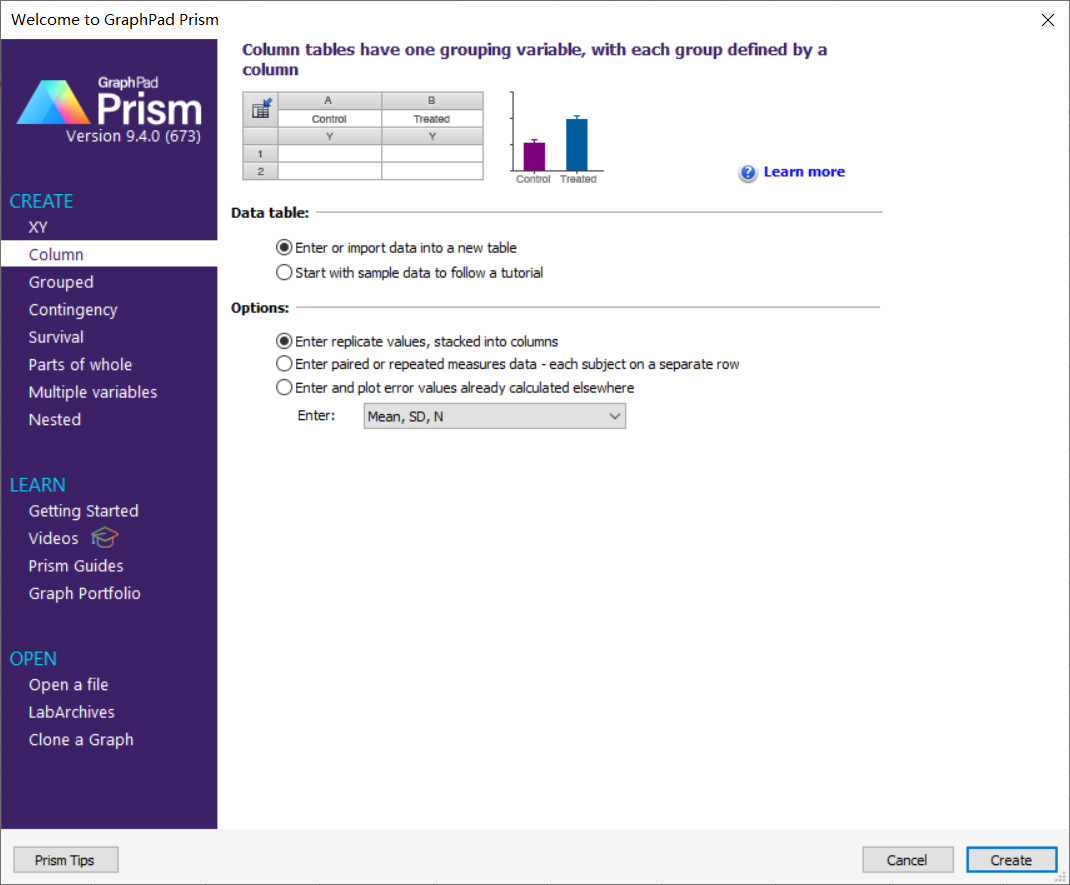 Welcome to GraphPad Prism
GraphPad
Prism
Version 9.4.0 (673)
CREATE
XY
Column
Grouped
Contingency
Survival
Parts of whole
Multiple variables
Nested
LEARN
Getting Started
Videos
Prism Guides
Graph Portfolio
OPEN
Open a file
LabArchives
Clone a Graph
Column tables have one grouping variable, with each group defined by a
column
A B
Control Treated
Y Y
1
2
Control Treated
? Learn more
Data table:
Enter or import data into a new table
Start with sample data to follow a tutorial
Options:
Enter replicate values, stacked into columns
Enter paired or repeated measures data - each subject on a separate row
Enter and plot error values already calculated elsewhere
Enter: Mean, SD, N
Prism Tips Cancel Create